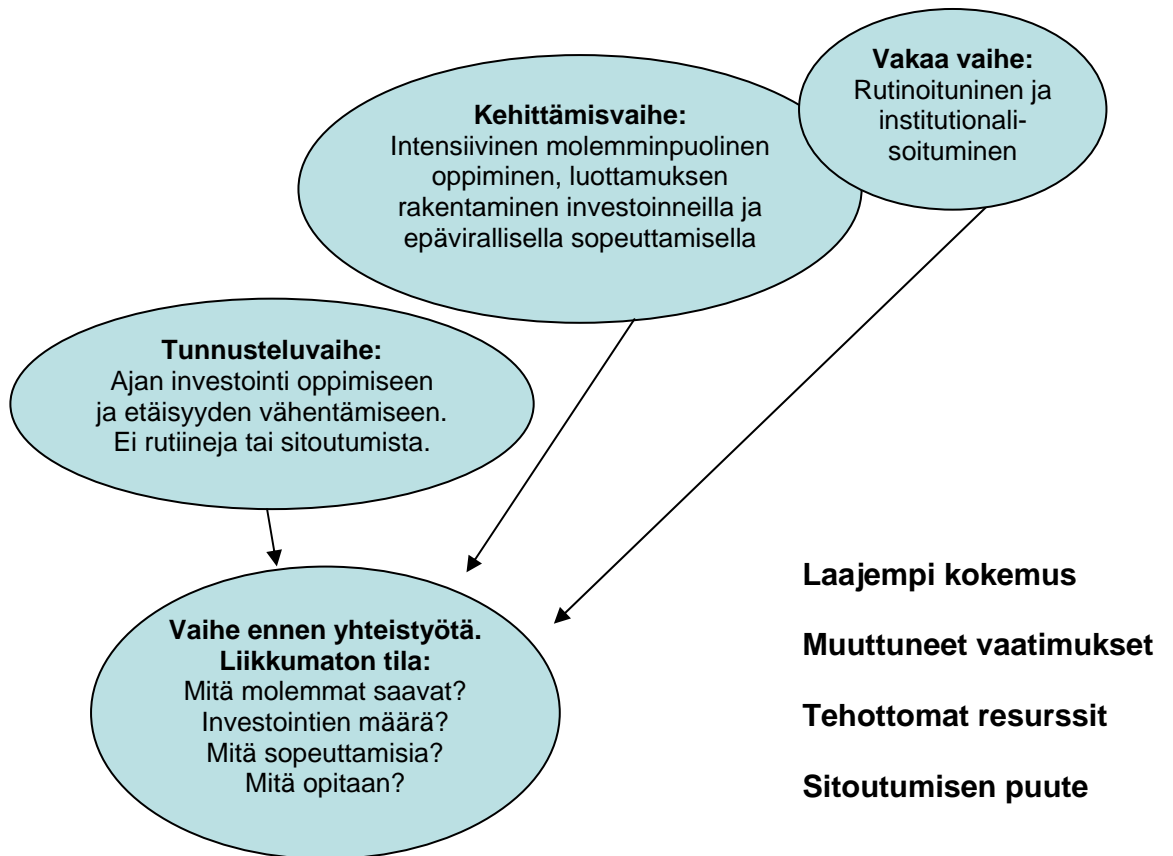 Vakaa vaihe:
Rutinoituninen ja
institutionali-
soituminen
Kehittämisvaihe:
Intensiivinen molemminpuolinen
oppiminen, luottamuksen
rakentaminen investoinneilla ja
epävirallisella sopeuttamisella
Tunnusteluvaihe:
Ajan investointi oppimiseen
ja etäisyyden vähentämiseen.
Ei rutiineja tai sitoutumista.
Vaihe ennen yhteistyötä.
Liikkumaton tila:
Mitä molemmat saavat?
Investointien määrä?
Mitä sopeuttamisia?
Mitä opitaan?
Laajempi kokemus
Muuttuneet vaatimukset
Tehottomat resurssit
Sitoutumisen puute